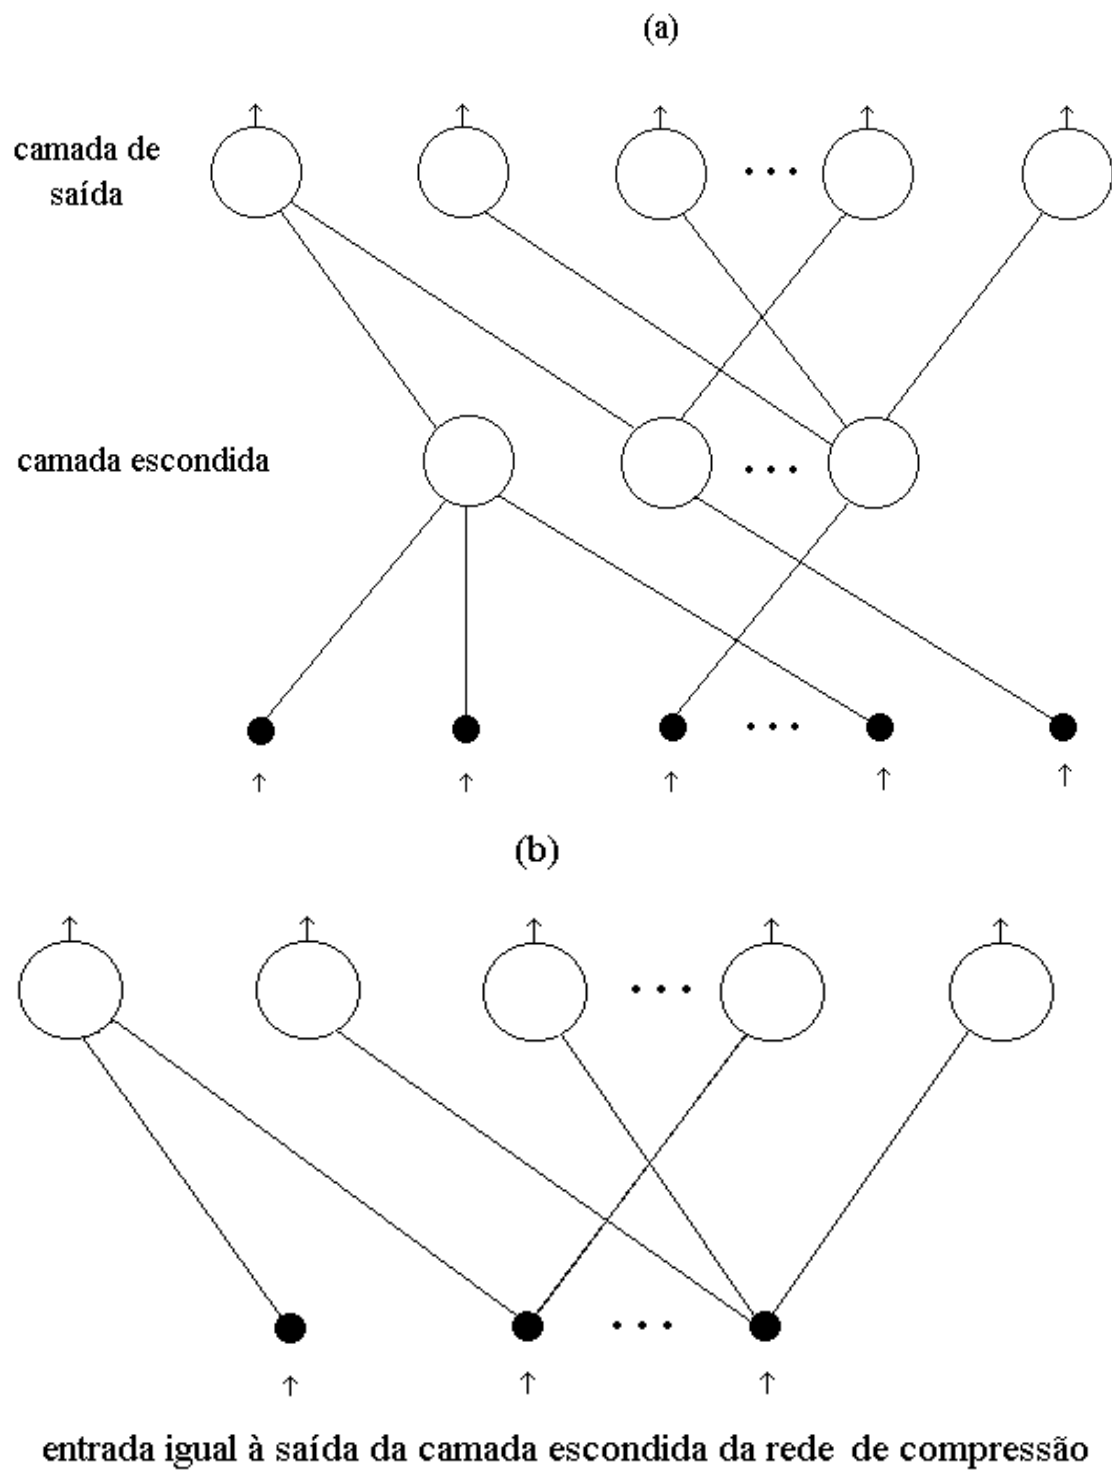 (a)
camada de
saída
camada escondida
(b)
entrada igual à saída da camada escondida da rede de compressão